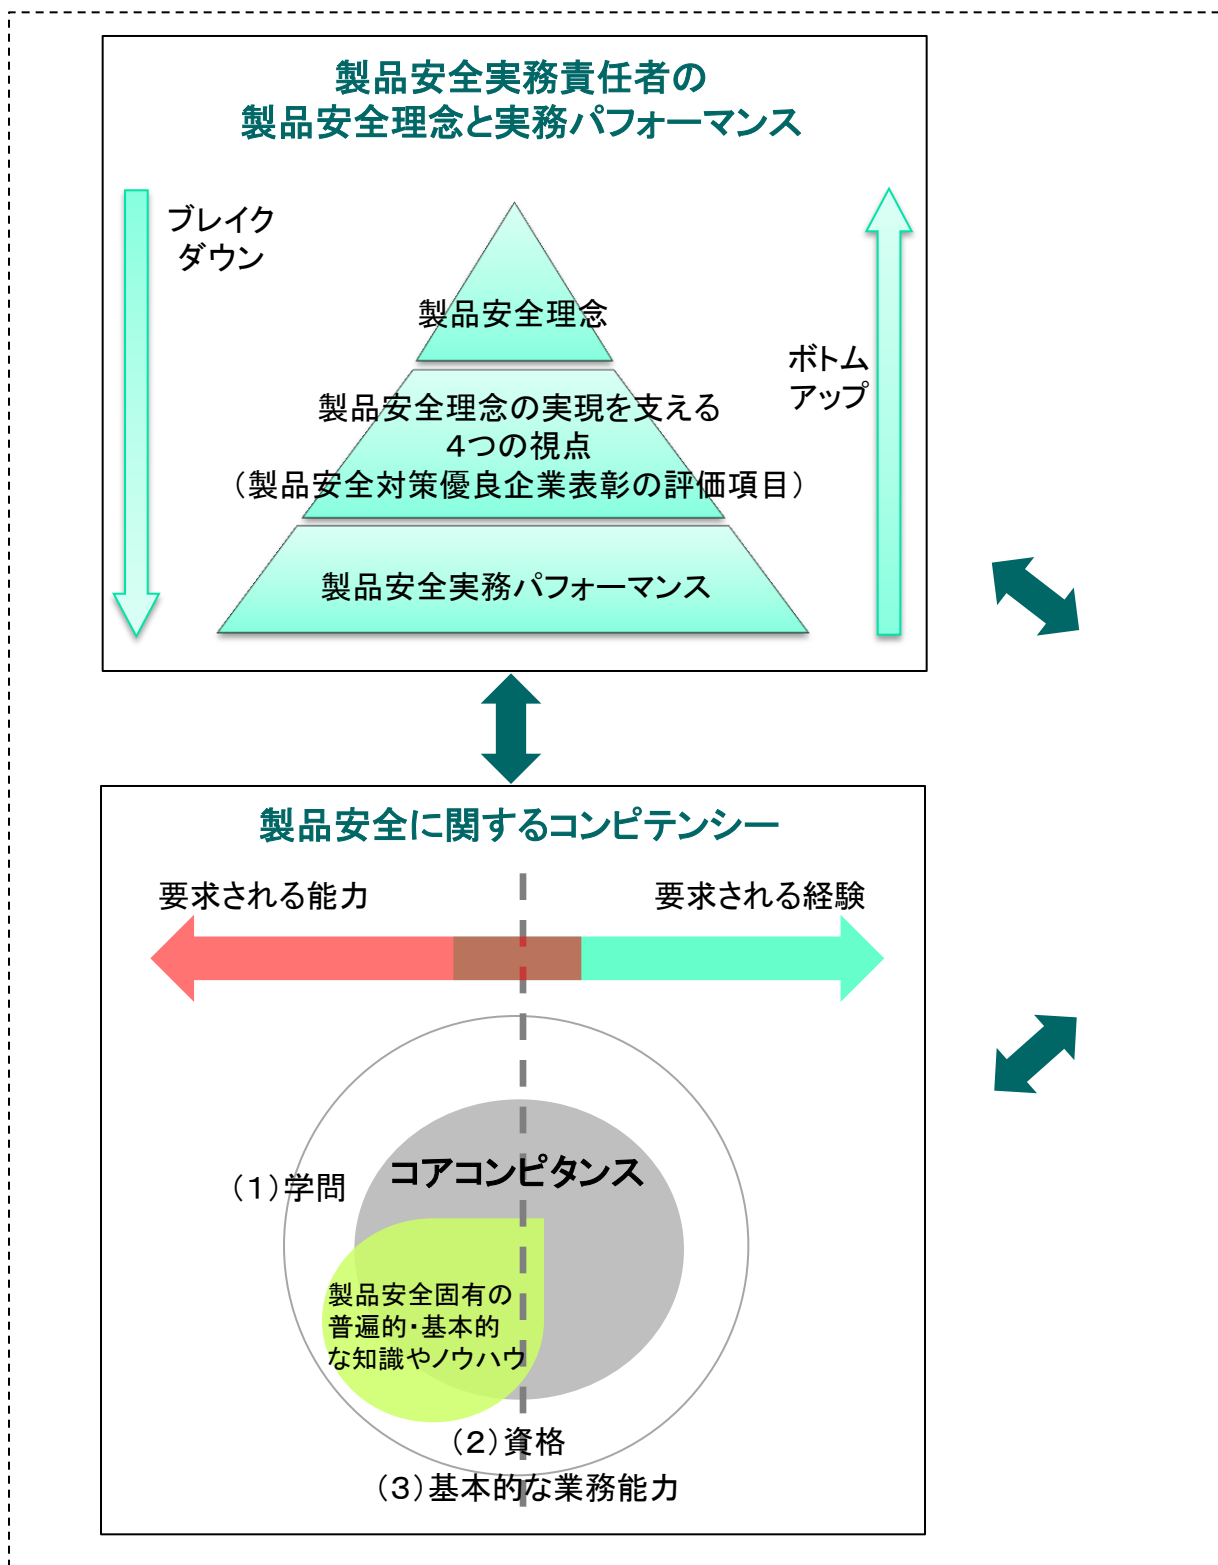 製品安全実務責任者の
製品安全理念と実務パフォーマンス
ブレイク
ダウン
製品安全理念
ボトム
アップ
製品安全理念の実現を支える
４つの視点
（製品安全対策優良企業表彰の評価項目）
製品安全実務パフォーマンス
製品安全に関するコンピテンシー
要求される能力
要求される経験
コアコンピタンス
（１）学問
製品安全固有の
普遍的・基本的
な知識やノウハウ
（２）資格
（３）基本的な業務能力